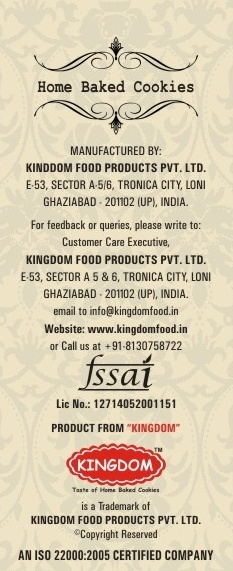 Home Baked Cookies
MANUFACTURED BY:
KINDDOM FOOD PRODUCTS PVT. LTD.
E-53, SECTOR A-5/6, TRONICA CITY, LONI
GHAZIABAD - 201102 (UP), INDIA.
For feedback or queries, please write to:
Customer Care Executive,
KINGDOM FOOD PRODUCTS PVT. LTD.
E-53, SECTOR A 5 & 6, TRONICA CITY, LONI
GHAZIABAD - 201102 (UP), INDIA.
email to info@kingdomfood.in
Website: www.kingdomfood.in
or Call us at +91-8130758722
fssai
Lic No.: 12714052001151
PRODUCT FROM "KINGDOM"
KINGDOM™
Taste of Home Baked Cookies
is a Trademark of
KINGDOM FOOD PRODUCTS PVT. LTD.
©Copyright Reserved
AN ISO 22000:2005 CERTIFIED COMPANY